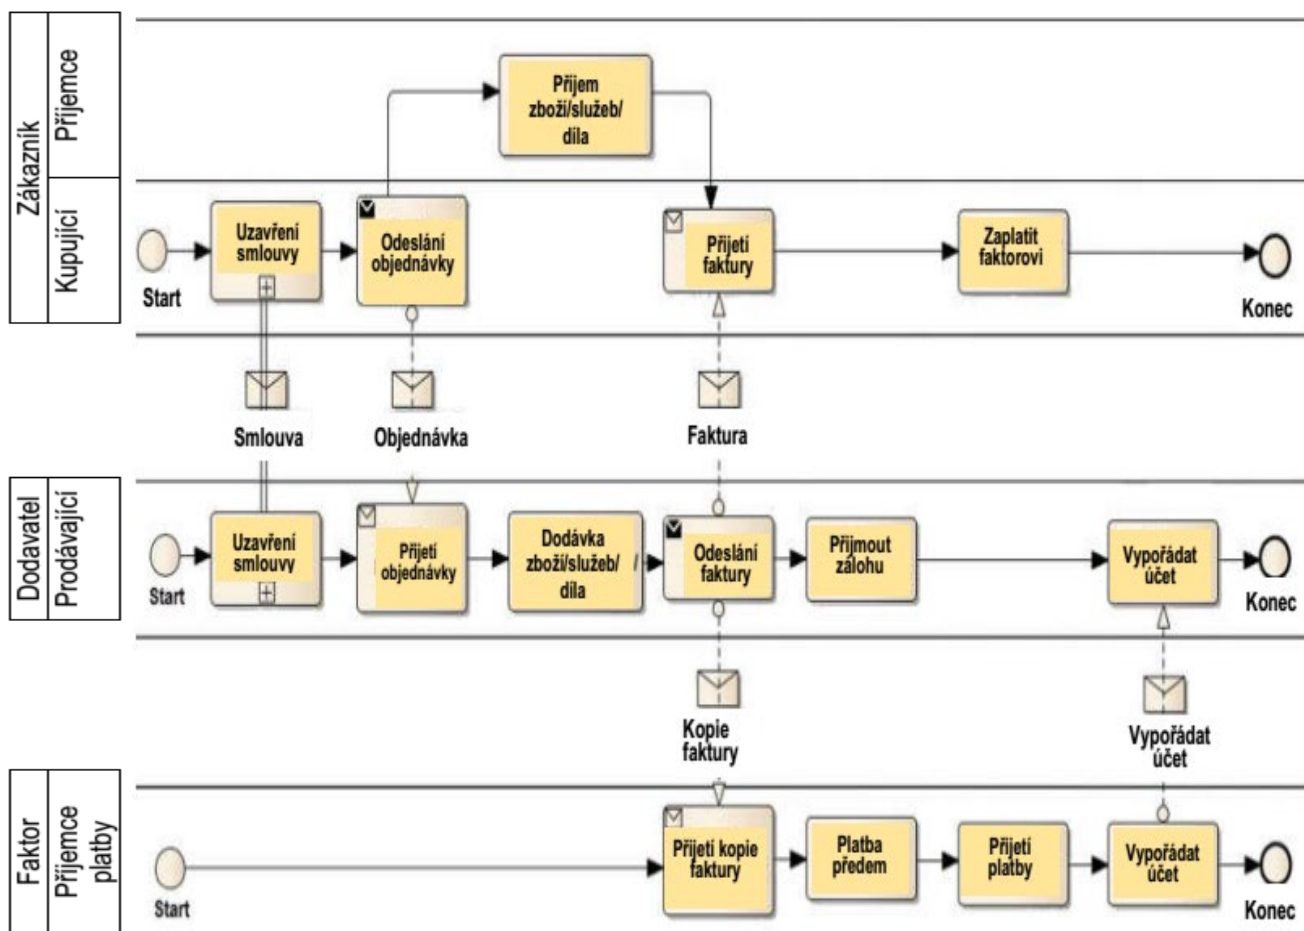 Zákazník
Příjemce
Kupující
Příjem
zboží/služeb/
díla
Start
Uzavření
smlouvy
Odeslání
objednávky
Přijetí
faktury
Zaplatit
faktorovi
Konec
Smlouva
Objednávka
Faktura
Dodavatel
Prodávající
Start
Uzavření
smlouvy
Přijetí
objednávky
Dodávka
zboží/služeb/ /
díla
Odeslání
faktury
Přijmout
zálohu
Vypořádat
účet
Konec
Kopie
faktury
Vypořádat
účet
Faktor
Příjemce
platby
Start
Přijetí kopie
faktury
Platba
předem
Přijetí
platby
Vypořádat
účet
Konec